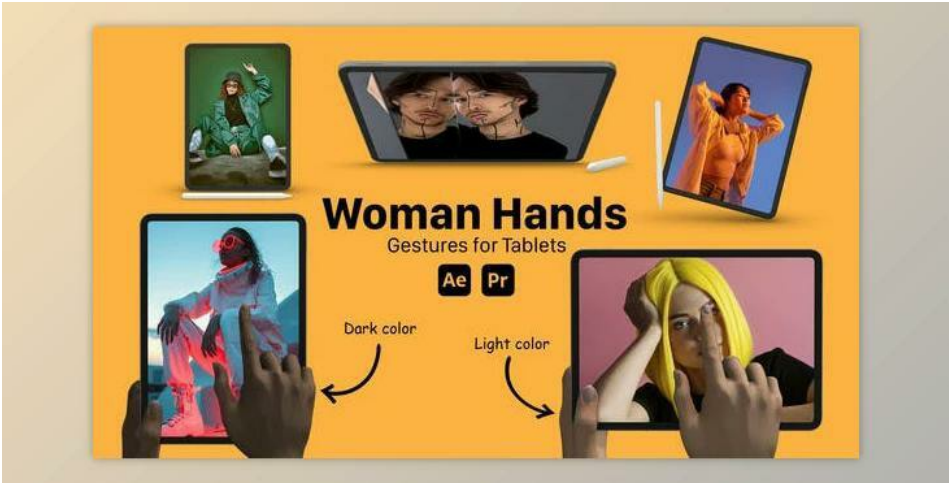 Woman Hands
Gestures for Tablets
Ae Pr
Dark color
Light color